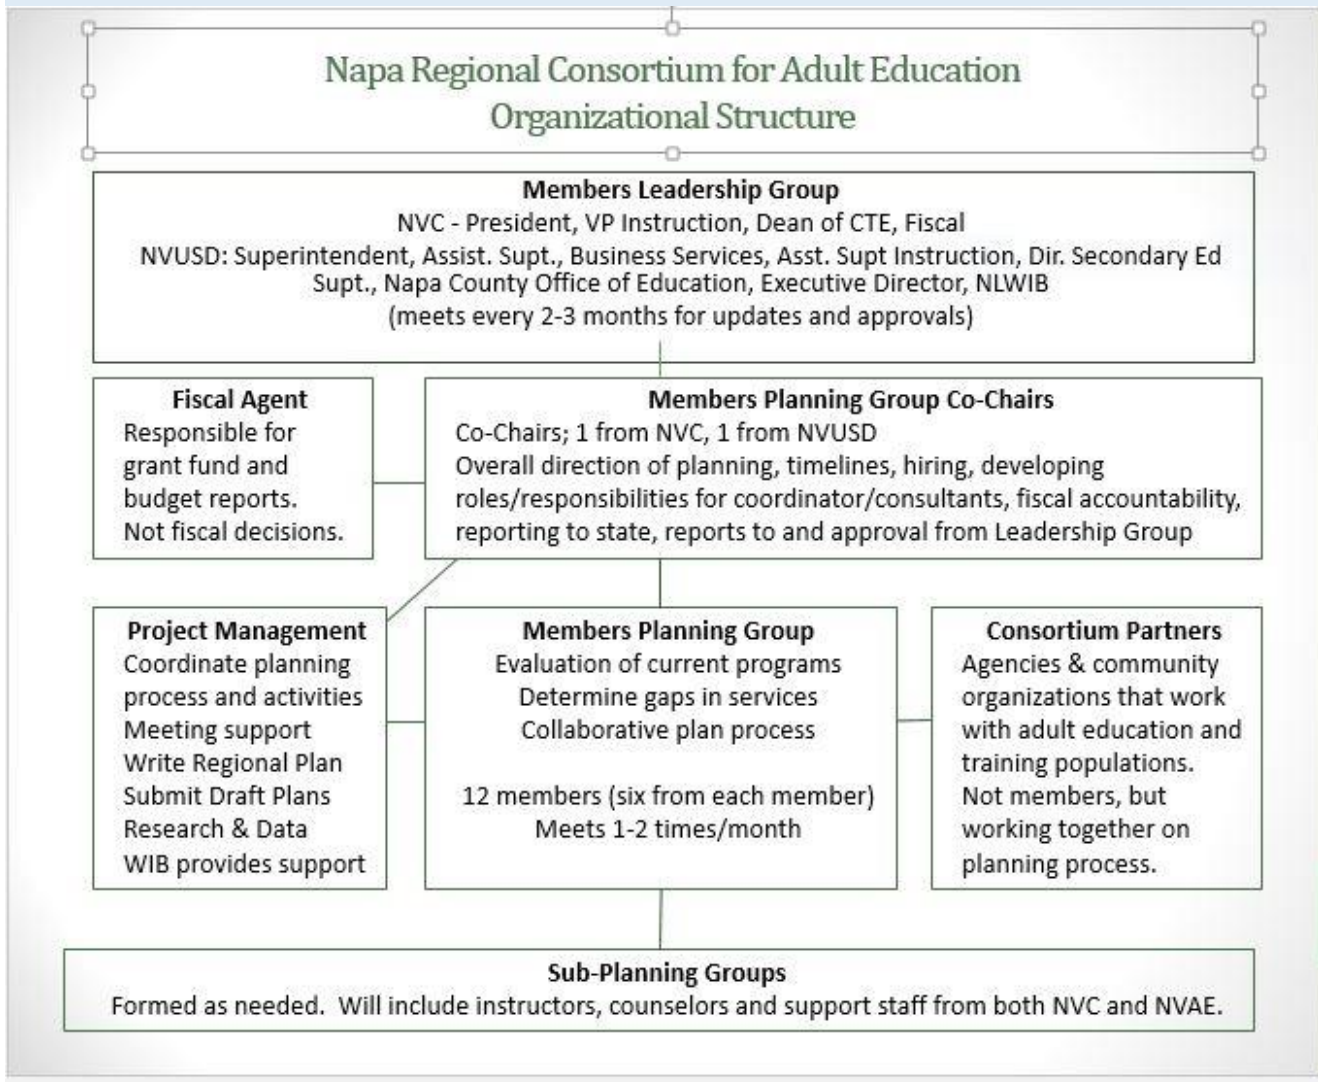 Napa Regional Consortium for Adult Education
Organizational Structure
Members Leadership Group
NVC - President, VP Instruction, Dean of CTE, Fiscal
NVUSD: Superintendent, Assist. Supt., Business Services, Asst. Supt Instruction, Dir. Secondary Ed
Supt., Napa County Office of Education, Executive Director, NLWIB
(meets every 2-3 months for updates and approvals)
Fiscal Agent
Responsible for
grant fund and
budget reports.
Not fiscal decisions.
Members Planning Group Co-Chairs
Co-Chairs; 1 from NVC, 1 from NVUSD
Overall direction of planning, timelines, hiring, developing
roles/responsibilities for coordinator/consultants, fiscal accountability,
reporting to state, reports to and approval from Leadership Group
Project Management
Coordinate planning
process and activities
Meeting support
Write Regional Plan
Submit Draft Plans
Research & Data
WIB provides support
Members Planning Group
Evaluation of current programs
Determine gaps in services
Collaborative plan process
12 members (six from each member)
Meets 1-2 times/month
Consortium Partners
Agencies & community
organizations that work
with adult education and
training populations.
Not members, but
working together on
planning process.
Sub-Planning Groups
Formed as needed.  Will include instructors, counselors and support staff from both NVC and NVAE.